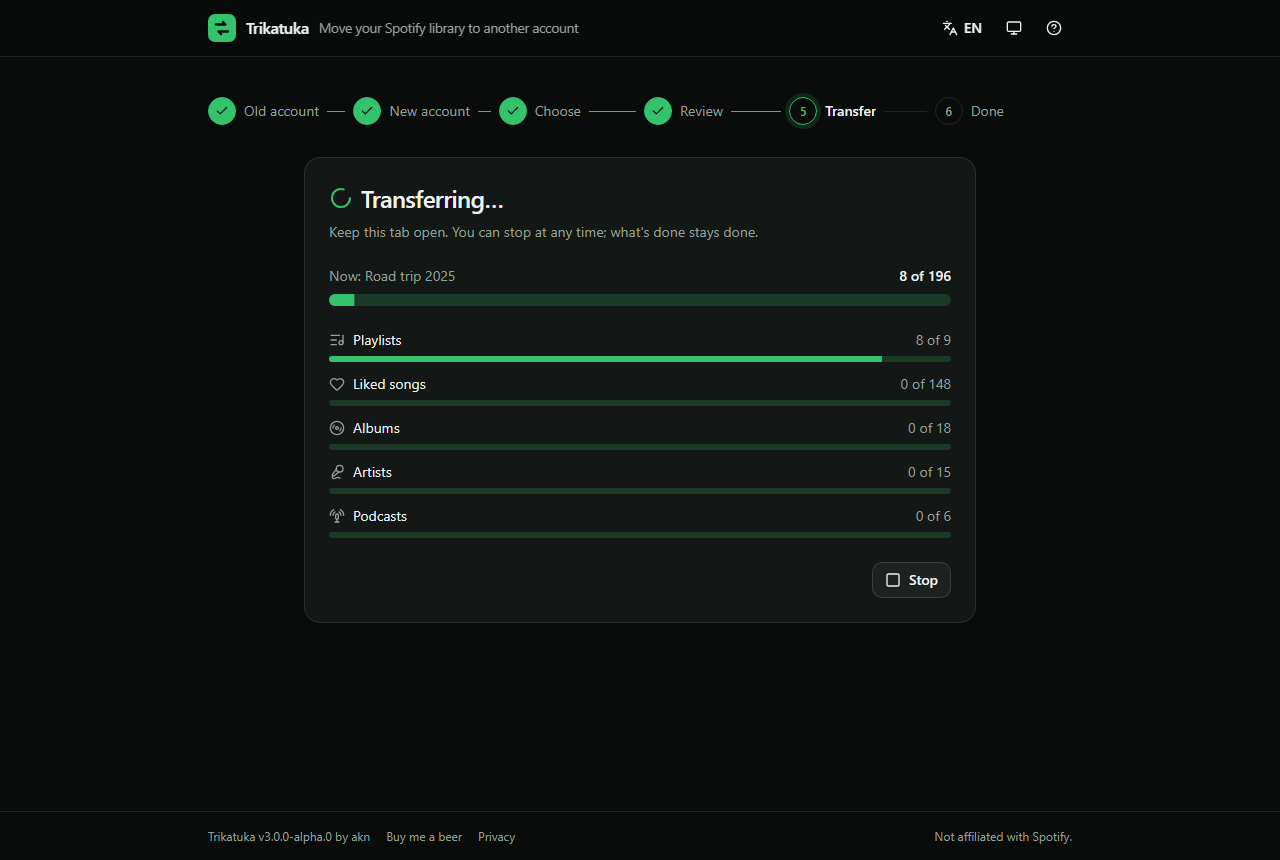 Trikatuka Move your Spotify library to another account EN
Old account New account Choose Review 5 Transfer 6 Done
Transferring...
Keep this tab open. You can stop at any time; what's done stays done.
Now: Road trip 2025 8 of 196
Playlists 8 of 9
Liked songs 0 of 148
Albums 0 of 18
Artists 0 of 15
Podcasts 0 of 6
Stop
Trikatuka v3.0.0-alpha.0 by akn Buy me a beer Privacy Not affiliated with Spotify.